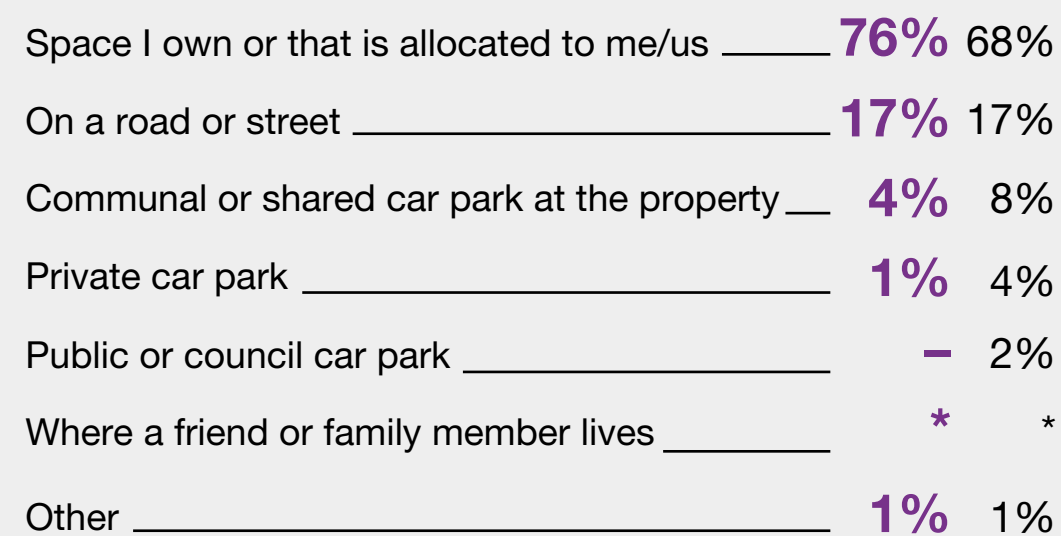 Space I own or that is allocated to me/us 76% 68%
On a road or street 17% 17%
Communal or shared car park at the property 4% 8%
Private car park 1% 4%
Public or council car park – 2%
Where a friend or family member lives * *
Other 1% 1%